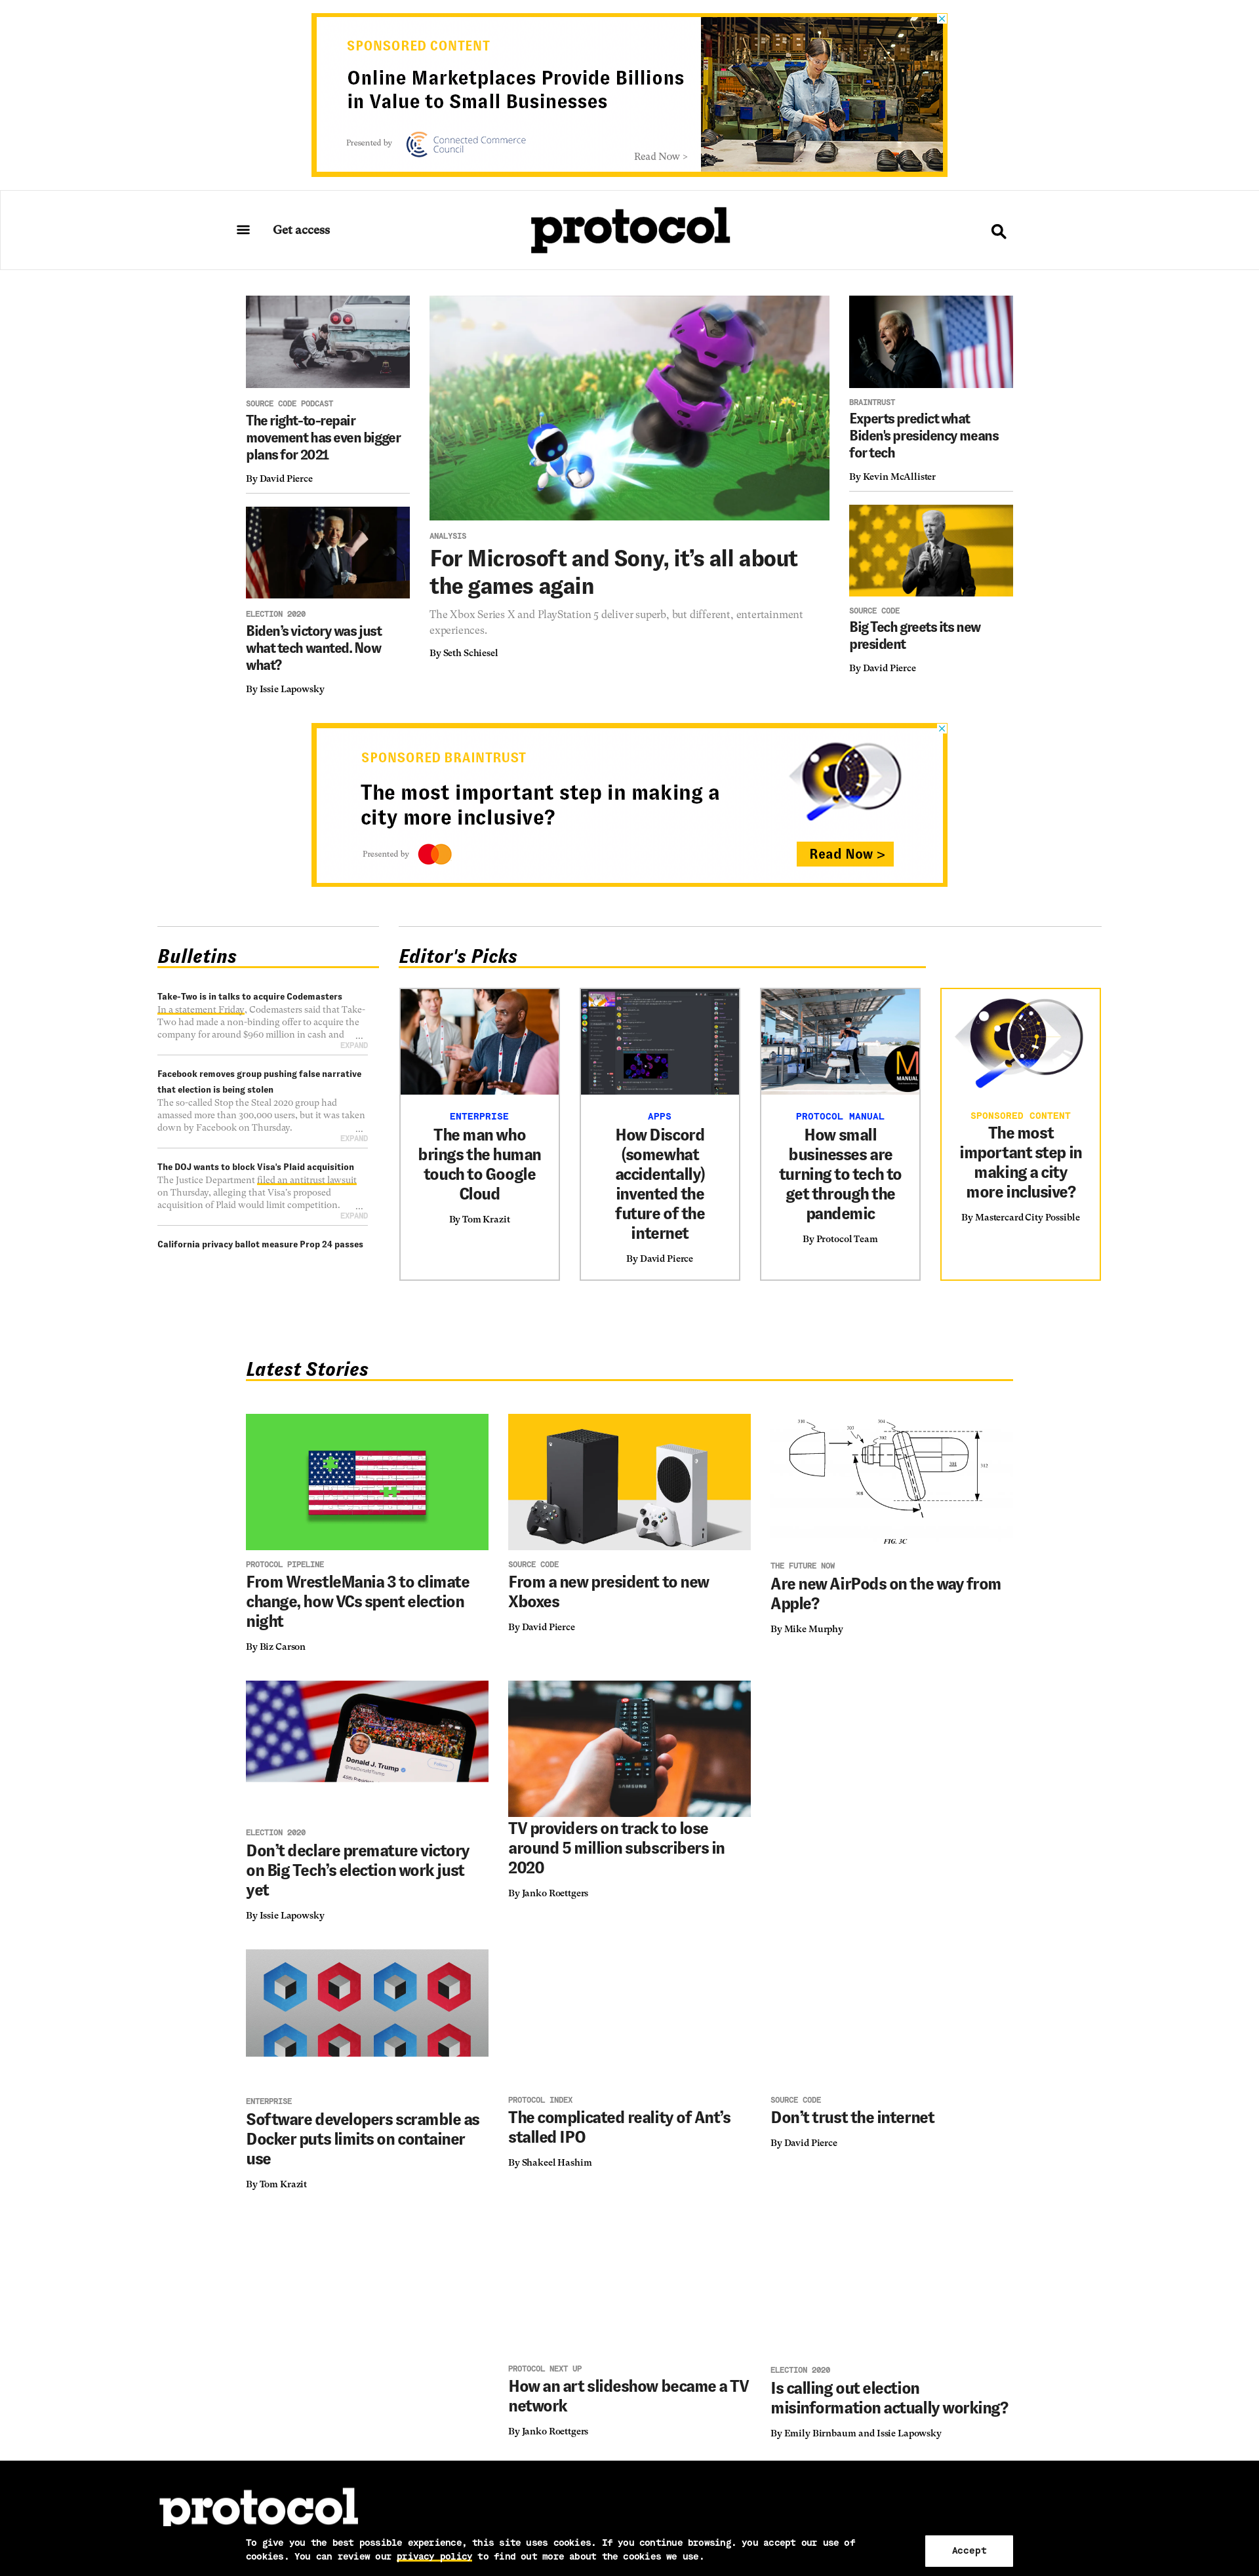 SPONSORED CONTENT
Online Marketplaces Provide Billions
in Value to Small Businesses
Presented by
Connected Commerce
Council
Read Now >
Get access
protocol
SOURCE CODE PODCAST
The right-to-repair
movement has even bigger
plans for 2021
By David Pierce
ELECTION 2020
Biden's victory was just
what tech wanted. Now
what?
By Issie Lapowsky
ANALYSIS
For Microsoft and Sony, it's all about
the games again
The Xbox Series X and PlayStation 5 deliver superb, but different, entertainment
experiences.
By Seth Schiesel
BRAINTRUST
Experts predict what
Biden's presidency means
for tech
By Kevin McAllister
SOURCE CODE
Big Tech greets its new
president
By David Pierce
SPONSORED BRAINTRUST
The most important step in making a
city more inclusive?
Presented by
Read Now >
Bulletins
Take-Two is in talks to acquire Codemasters
In a statement Friday, Codemasters said that Take-
Two had made a non-binding offer to acquire the
company for around $960 million in cash and ...
EXPAND
Facebook removes group pushing false narrative
that election is being stolen
The so-called Stop the Steal 2020 group had
amassed more than 300,000 users, but it was taken
down by Facebook on Thursday. ...
EXPAND
The DOJ wants to block Visa's Plaid acquisition
The Justice Department filed an antitrust lawsuit
on Thursday, alleging that Visa's proposed
acquisition of Plaid would limit competition. ...
EXPAND
California privacy ballot measure Prop 24 passes
Editor's Picks
ENTERPRISE
The man who
brings the human
touch to Google
Cloud
By Tom Krazit
APPS
How Discord
(somewhat
accidentally)
invented the
future of the
internet
By David Pierce
M
MANUAL
PROTOCOL MANUAL
How small
businesses are
turning to tech to
get through the
pandemic
By Protocol Team
SPONSORED CONTENT
The most
important step in
making a city
more inclusive?
By Mastercard City Possible
Latest Stories
PROTOCOL PIPELINE
From WrestleMania 3 to climate
change, how VCs spent election
night
By Biz Carson
SOURCE CODE
From a new president to new
Xboxes
By David Pierce
FIG. 3C
THE FUTURE NOW
Are new AirPods on the way from
Apple?
By Mike Murphy
Donald J. Trump
ELECTION 2020
Don't declare premature victory
on Big Tech's election work just
yet
By Issie Lapowsky
SAMSUNG
TV providers on track to lose
around 5 million subscribers in
2020
By Janko Roettgers
ENTERPRISE
Software developers scramble as
Docker puts limits on container
use
By Tom Krazit
PROTOCOL INDEX
The complicated reality of Ant's
stalled IPO
By Shakeel Hashim
SOURCE CODE
Don't trust the internet
By David Pierce
PROTOCOL NEXT UP
How an art slideshow became a TV
network
By Janko Roettgers
ELECTION 2020
Is calling out election
misinformation actually working?
By Emily Birnbaum and Issie Lapowsky
protocol
To give you the best possible experience, this site uses cookies. If you continue browsing. you accept our use of
cookies. You can review our privacy policy to find out more about the cookies we use.
Accept